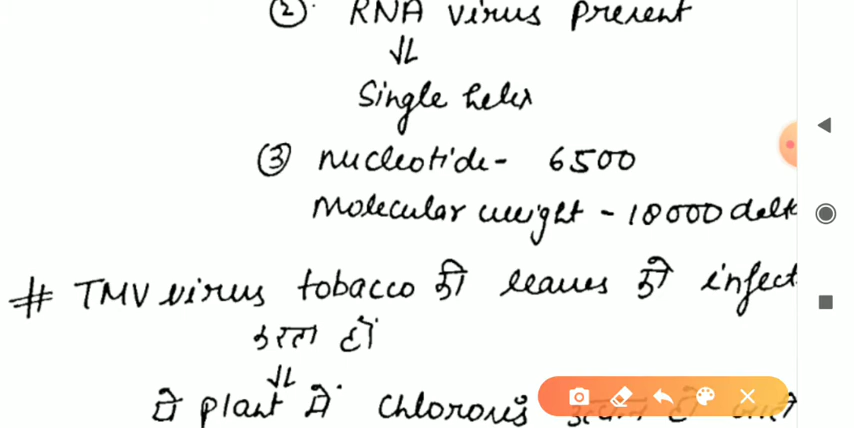 ② RNA virus present
⇓
Single helix
③ nucleotide - 6500
Molecular weight - 18000 dalt
# TMV virus tobacco की leaves को infect
करता है।
⇓
ये plant में chlorosis